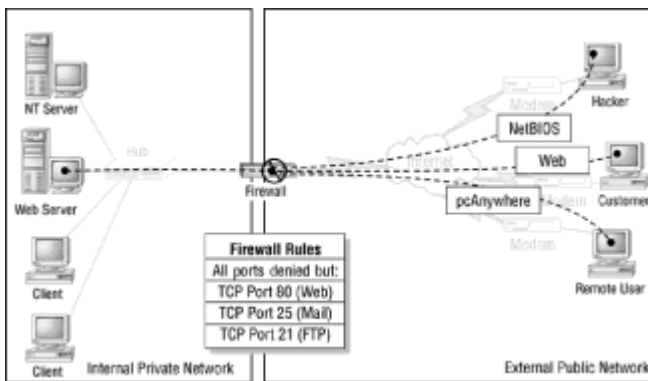 NT Server
Hub
Web Server
Client
Client
Internal Private Network
Firewall
Firewall Rules
All ports denied but:
TCP Port 80 (Web)
TCP Port 25 (Mail)
TCP Port 21 (FTP)
Modem
Hacker
NetBIOS
Internet
Web
Modem
Customer
pcAnywhere
Modem
Remote User
External Public Network